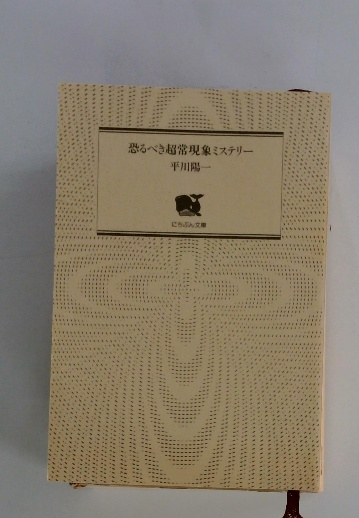 恐るべき超常現象ミステリー
平川陽一
にちぶん文庫